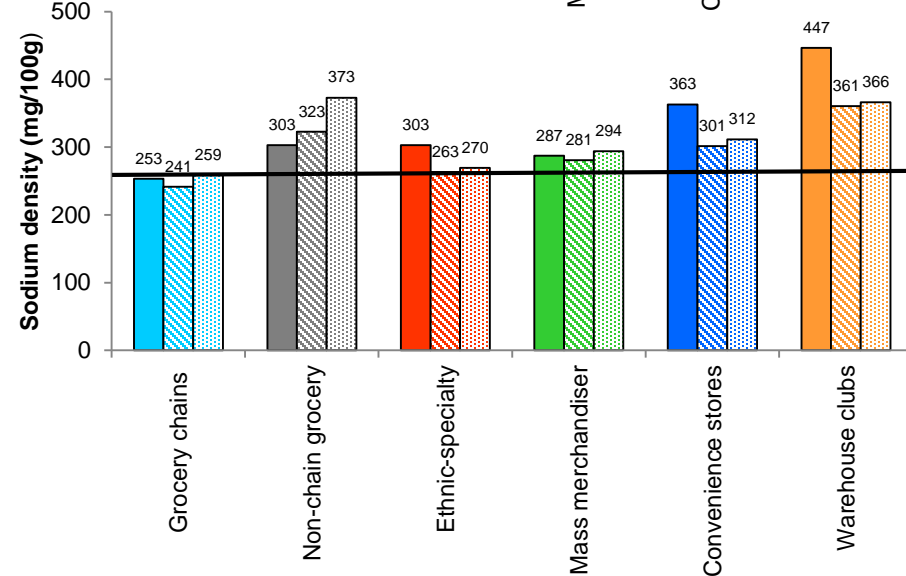 Sodium density (mg/100g)
500
400
300
200
100
0
253 241 259
303 323 373
303 263 270
287 281 294
363 301 312
447 361 366
Grocery chains
Non-chain grocery
Ethnic-specialty
Mass merchandiser
Convenience stores
Warehouse clubs